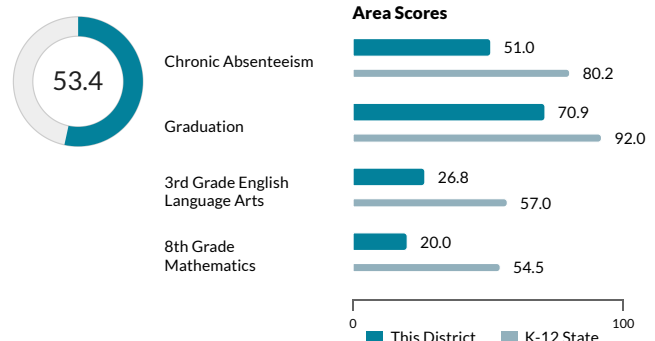 Area Scores
53.4
Chronic Absenteeism
51.0
80.2
Graduation
70.9
92.0
3rd Grade English
Language Arts
26.8
57.0
8th Grade
Mathematics
20.0
54.5
0 100
This District K-12 State